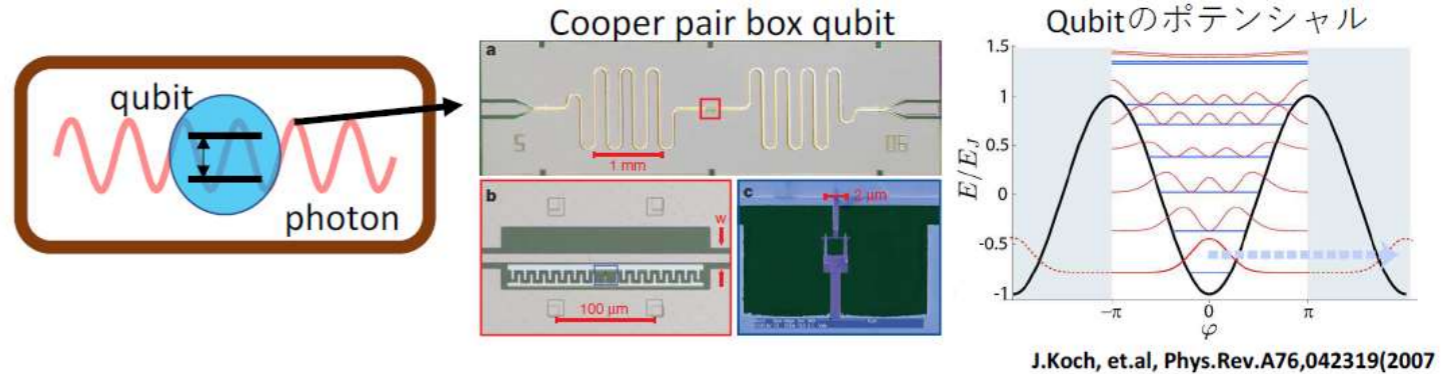 qubit
photon
Cooper pair box qubit
a
1 mm
b
w
100 μm
c
2 μm
Qubitのポテンシャル
E/E_J
1.5
1
0.5
0
-0.5
-1
−π
0
π
φ
J.Koch, et.al, Phys.Rev.A76,042319(2007